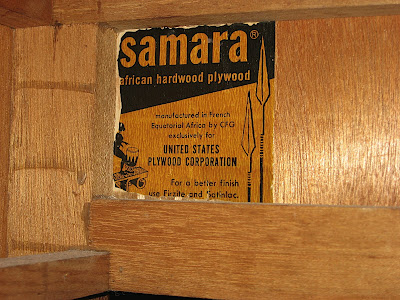 samara®
african hardwood plywood
manufactured in French
Equatorial Africa by CFG
exclusively for
UNITED STATES
PLYWOOD CORPORATION
For a better finish
use Firzite and Satinlac.